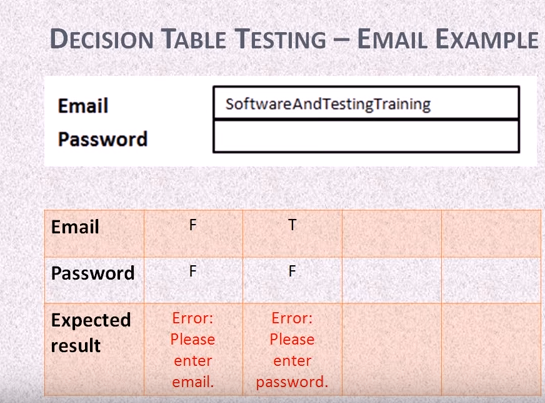 DECISION TABLE TESTING – EMAIL EXAMPLE
Email SoftwareAndTestingTraining
Password
Email F T
Password F F
Expected result Error: Please enter email. Error: Please enter password.